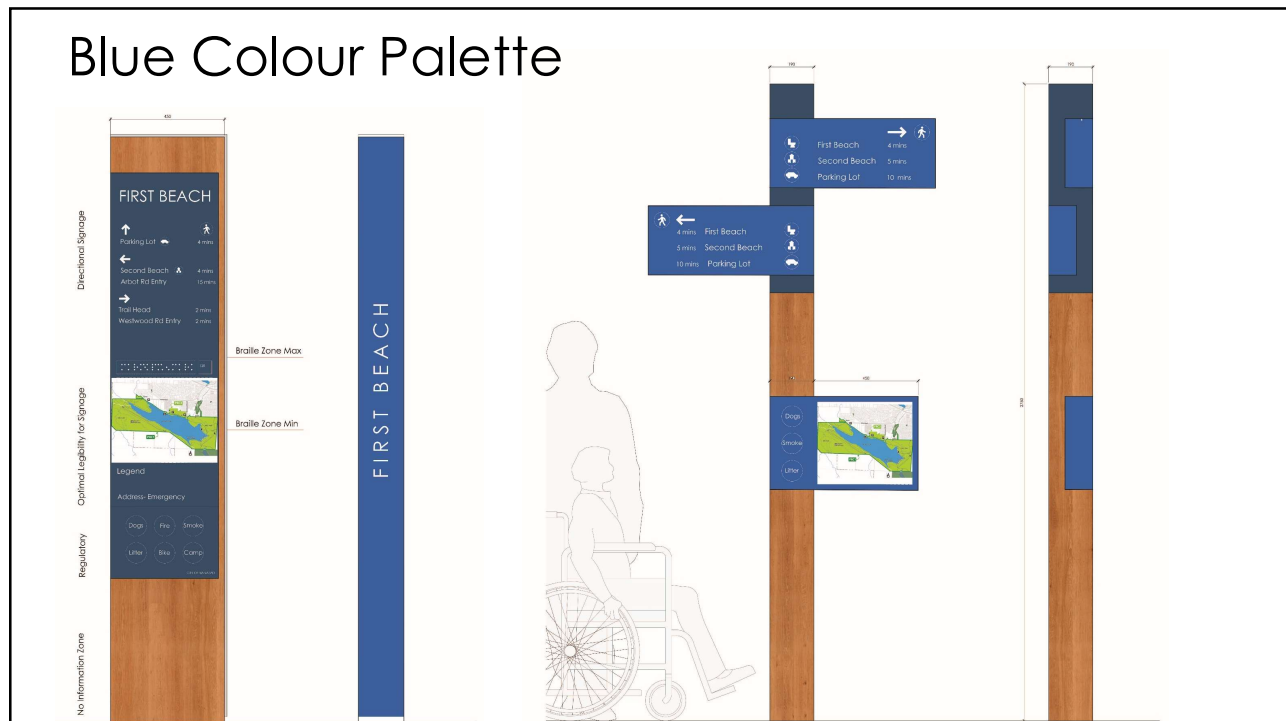 Blue Colour Palette
450
FIRST BEACH
Parking Lot 4 mins
Second Beach 4 mins
Arbot Rd Entry 15 mins
Trail Head 2 mins
Westwood Rd Entry 2 mins
Legend
Address- Emergency
Dogs Fire Smoke
Litter Bike Camp
Directional Signage
Optimal Legibility for Signage
Regulatory
No Information Zone
Braille Zone Max
Braille Zone Min
FIRST BEACH
190
First Beach 4 mins
Second Beach 5 mins
Parking Lot 10 mins
4 mins First Beach
5 mins Second Beach
10 mins Parking Lot
450
Dogs
Smoke
Litter
190